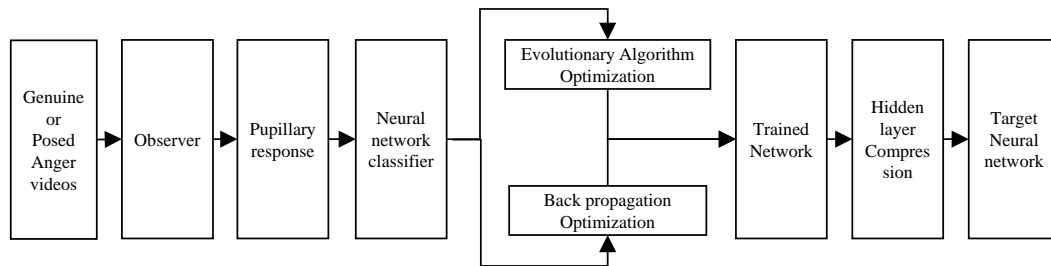 Genuine
or
Posed
Anger
videos
Observer
Pupillary
response
Neural
network
classifier
Evolutionary Algorithm
Optimization
Back propagation
Optimization
Trained
Network
Hidden
layer
Compres
sion
Target
Neural
network